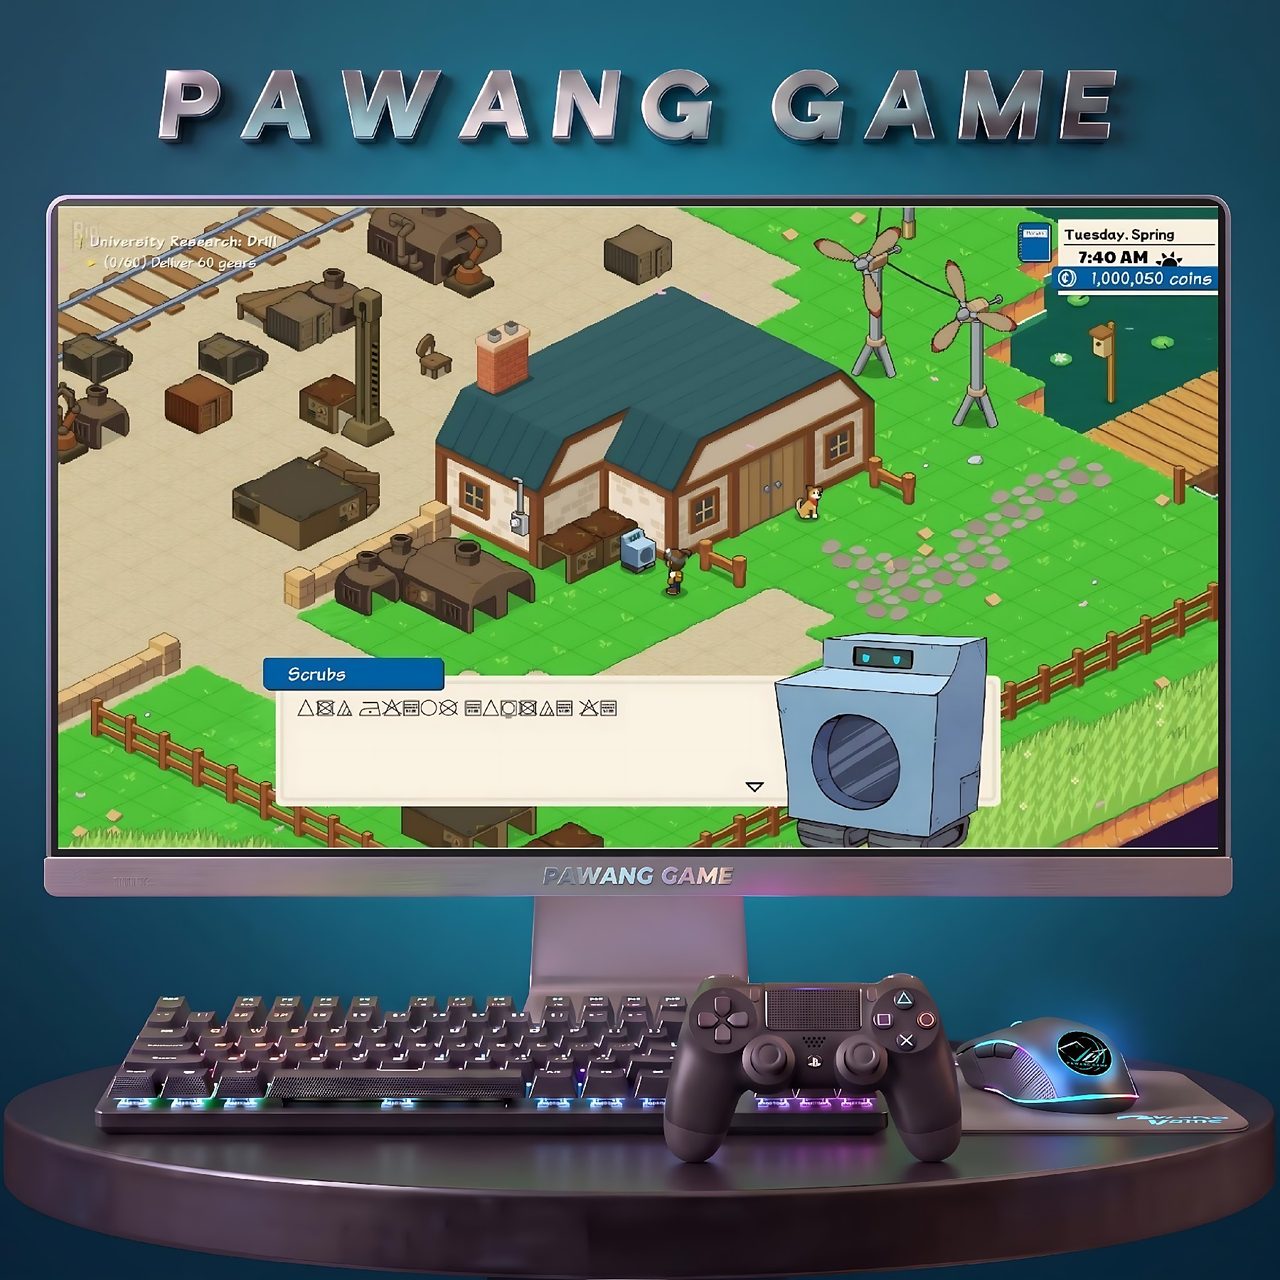 PAWANG GAME
University Research: Drill
(0/60) Deliver 60 gears
Tuesday. Spring
7:40 AM
1,000,050 coins
Scrubs
PAWANG GAME